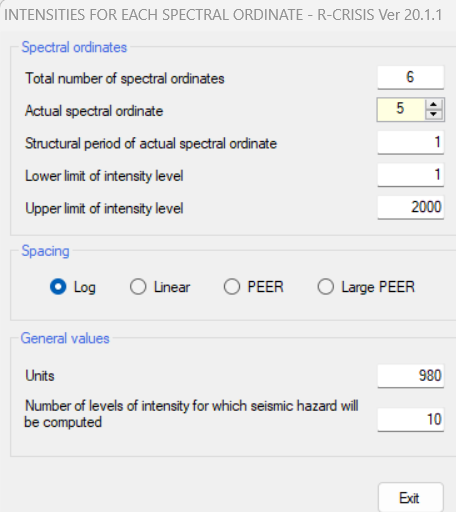 INTENSITIES FOR EACH SPECTRAL ORDINATE - R-CRISIS Ver 20.1.1
Spectral ordinates
Total number of spectral ordinates 6
Actual spectral ordinate 5
Structural period of actual spectral ordinate 1
Lower limit of intensity level 1
Upper limit of intensity level 2000
Spacing
Log Linear PEER Large PEER
General values
Units 980
Number of levels of intensity for which seismic hazard will
be computed 10
Exit